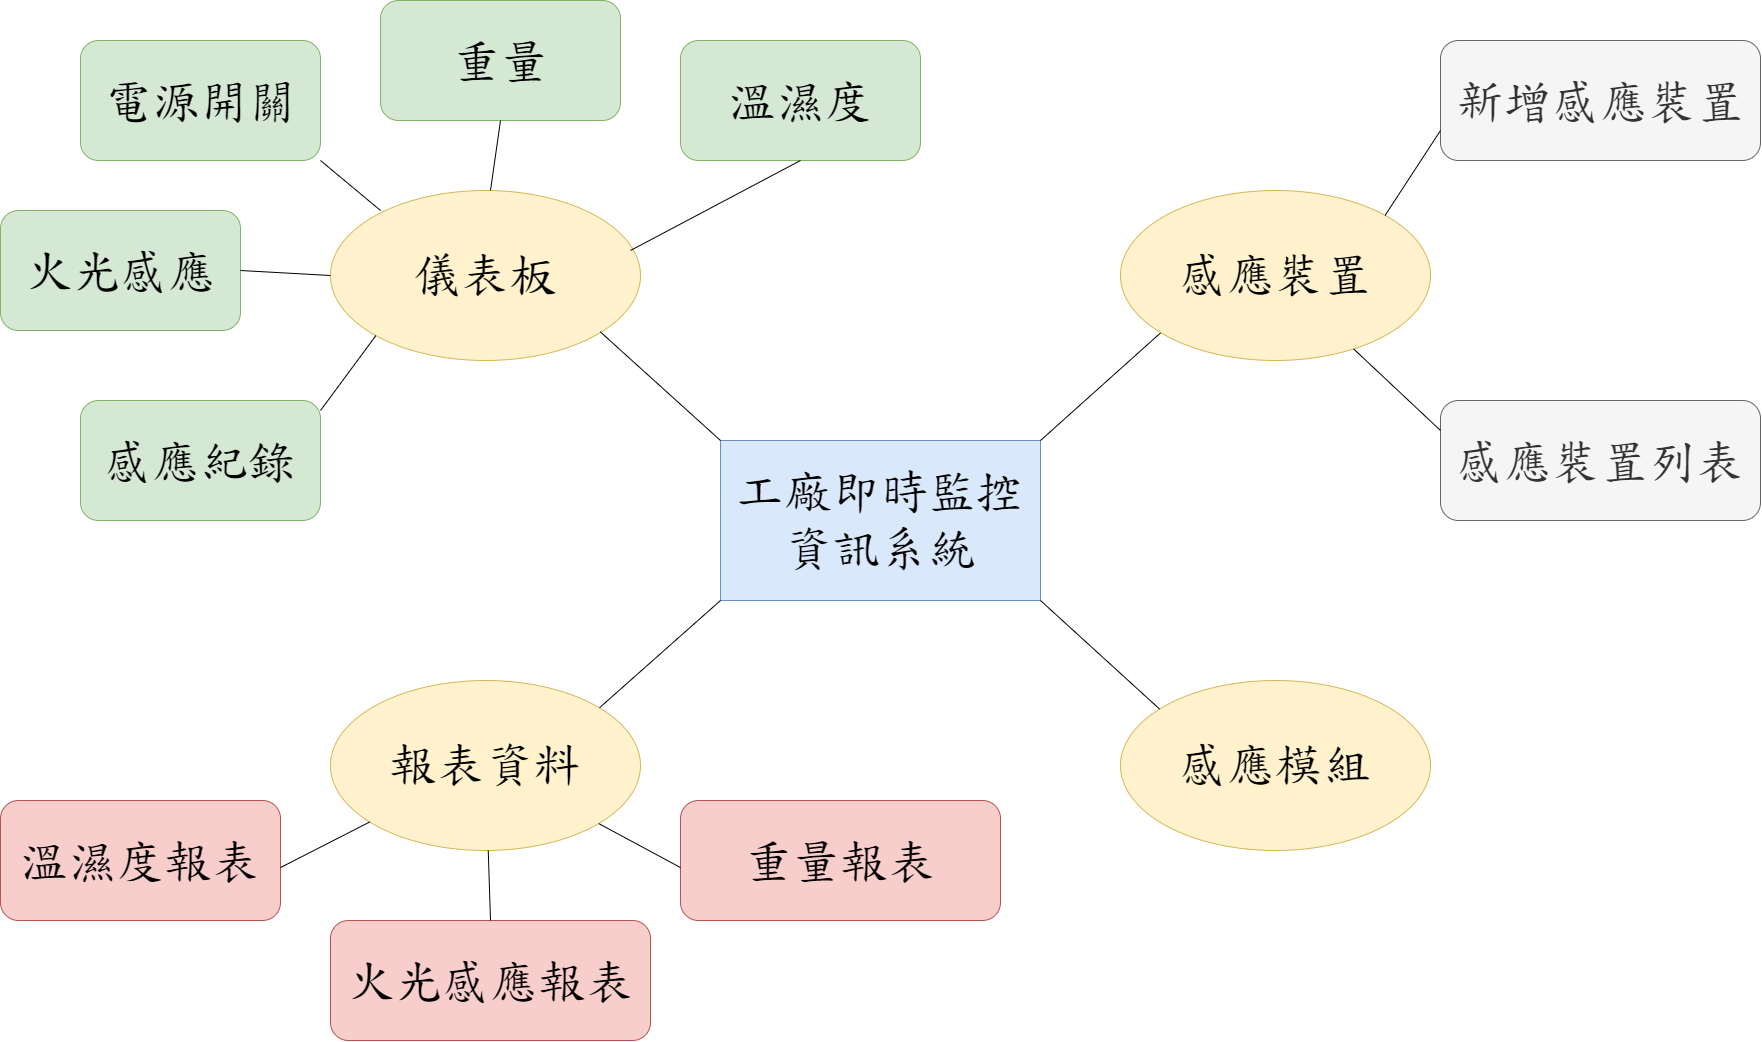 重量
電源開關
溫濕度
新增感應裝置
火光感應
儀表板
感應裝置
感應紀錄
感應裝置列表
工廠即時監控
資訊系統
報表資料
感應模組
溫濕度報表
重量報表
火光感應報表